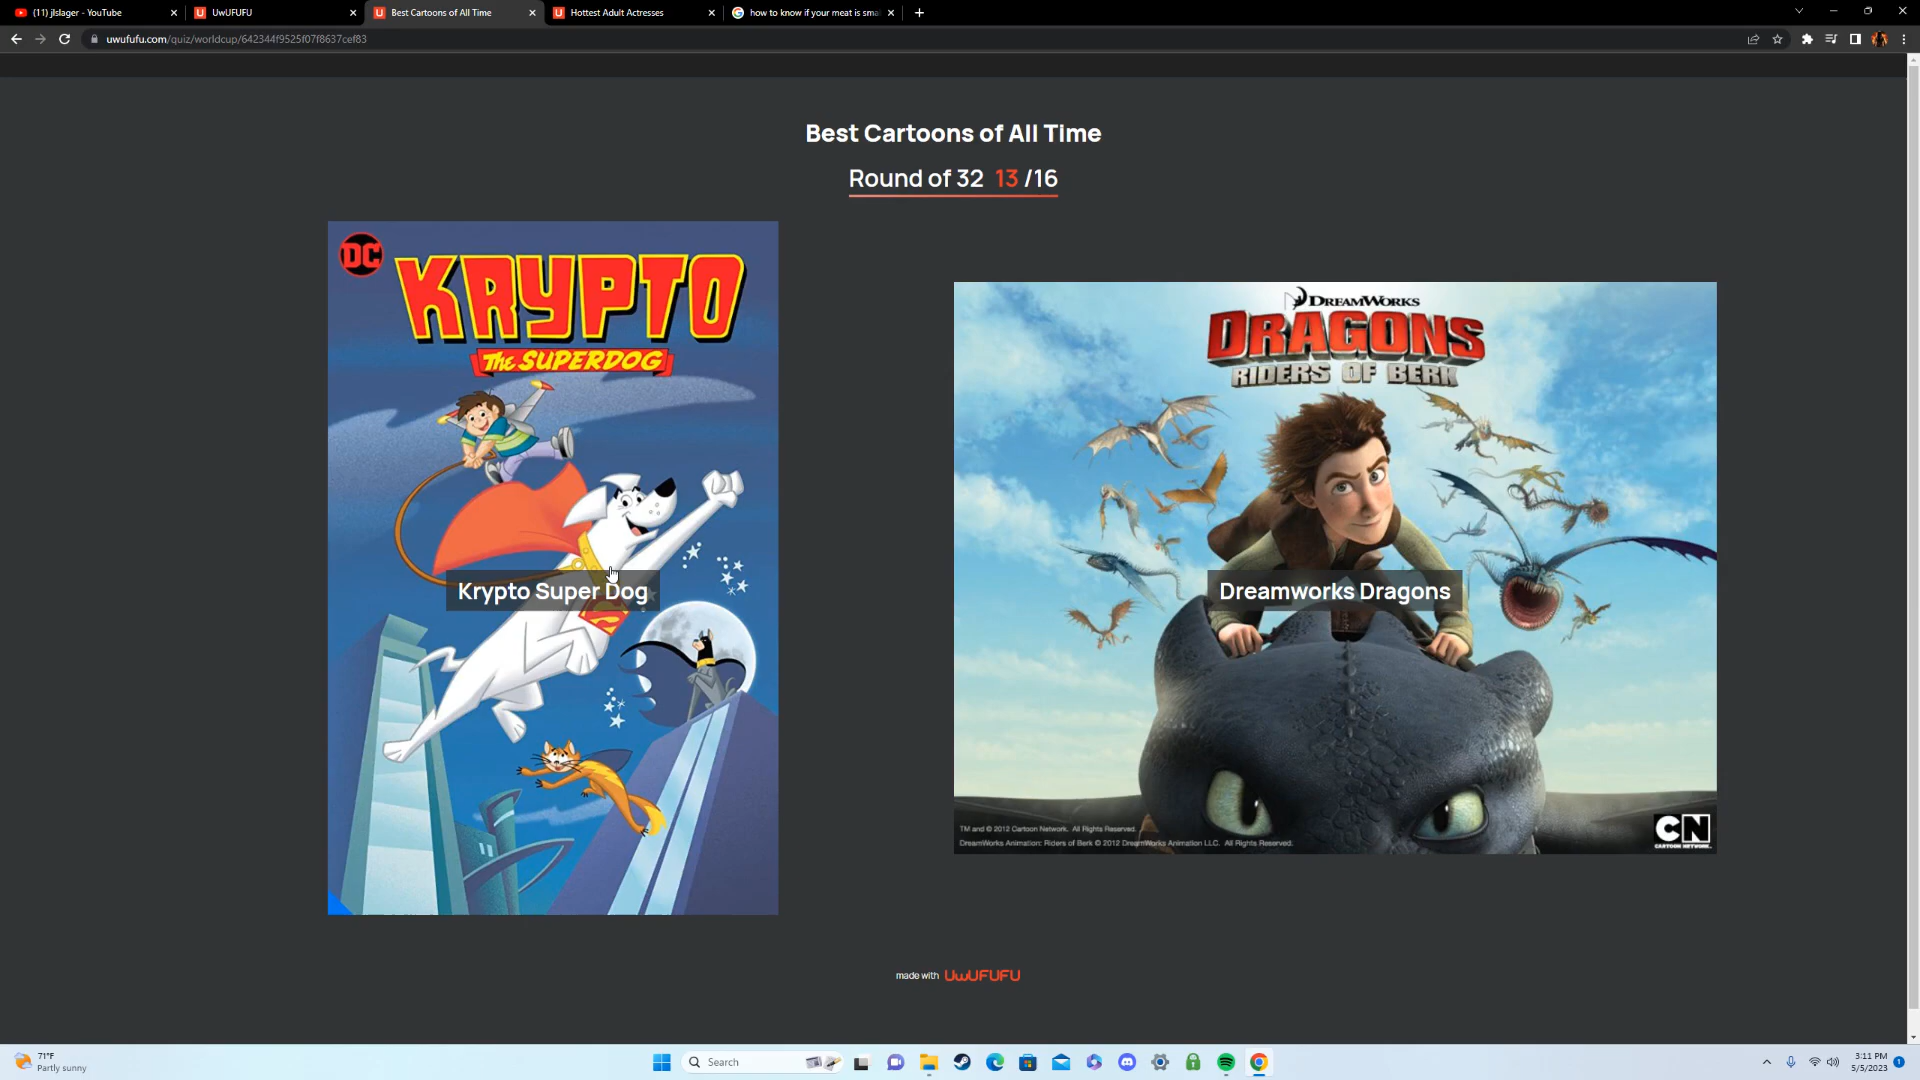 (11) jlslager - YouTube
UwUFUFU
Best Cartoons of All Time
Hottest Adult Actresses
how to know if your meat is smal
uwufufu.com/quiz/worldcup/642344f9525f07f8637cef83
Best Cartoons of All Time
Round of 32 13 /16
DC
KRYPTO
The SUPERDOG
Krypto Super Dog
DREAMWORKS
DRAGONS
RIDERS OF BERK
Dreamworks Dragons
TM and © 2012 Cartoon Network. All Rights Reserved.
DreamWorks Animation: Riders of Berk © 2012 DreamWorks Animation LLC. All Rights Reserved.
CN
CARTOON NETWORK
made with UwUFUFU
71°F
Partly sunny
Search
3:11 PM
5/5/2023
1